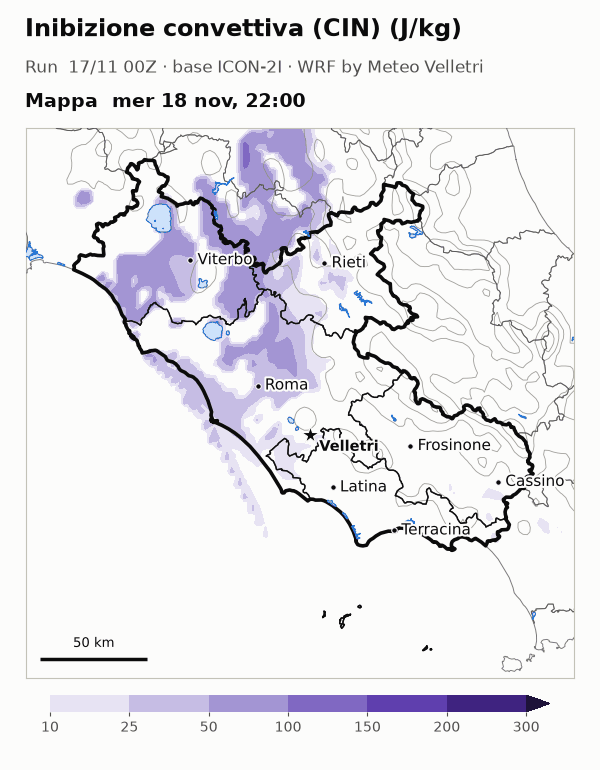 Inibizione convettiva (CIN) (J/kg)
Run  17/11 00Z · base ICON-2I · WRF by Meteo Velletri
Mappa  mer 18 nov, 22:00
Viterbo
Rieti
Roma
Velletri
Frosinone
Cassino
Latina
Terracina
50 km
10 25 50 100 150 200 300